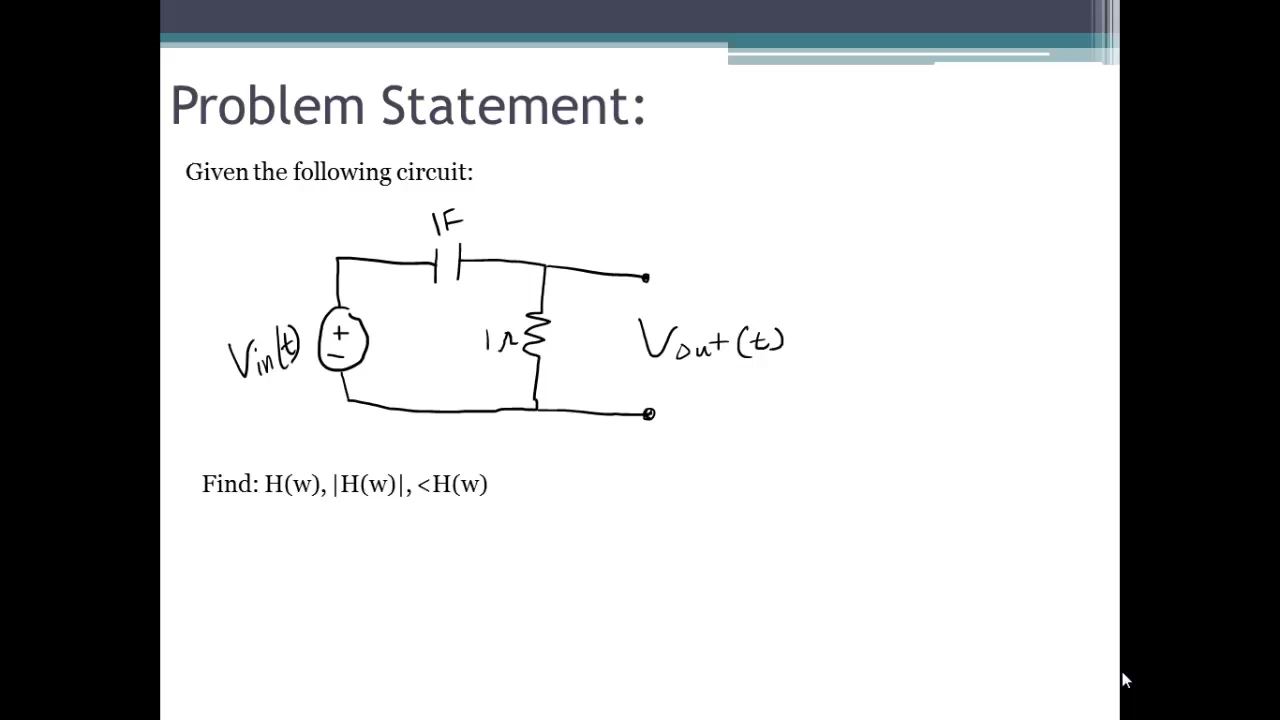 Problem Statement:
Given the following circuit:
1F
+
−
Vin(t)
1Ω
Vout(t)
Find: H(w), |H(w)|, <H(w)